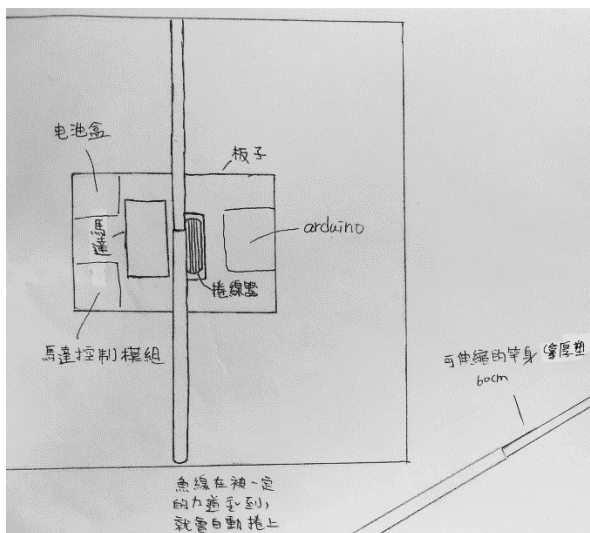 电池盒
板子
馬達
arduino
捲線器
馬達控制模組
可伸縮的竿身
厚塑
60cm
魚線在被一定
的力道
到,
就會自動捲上